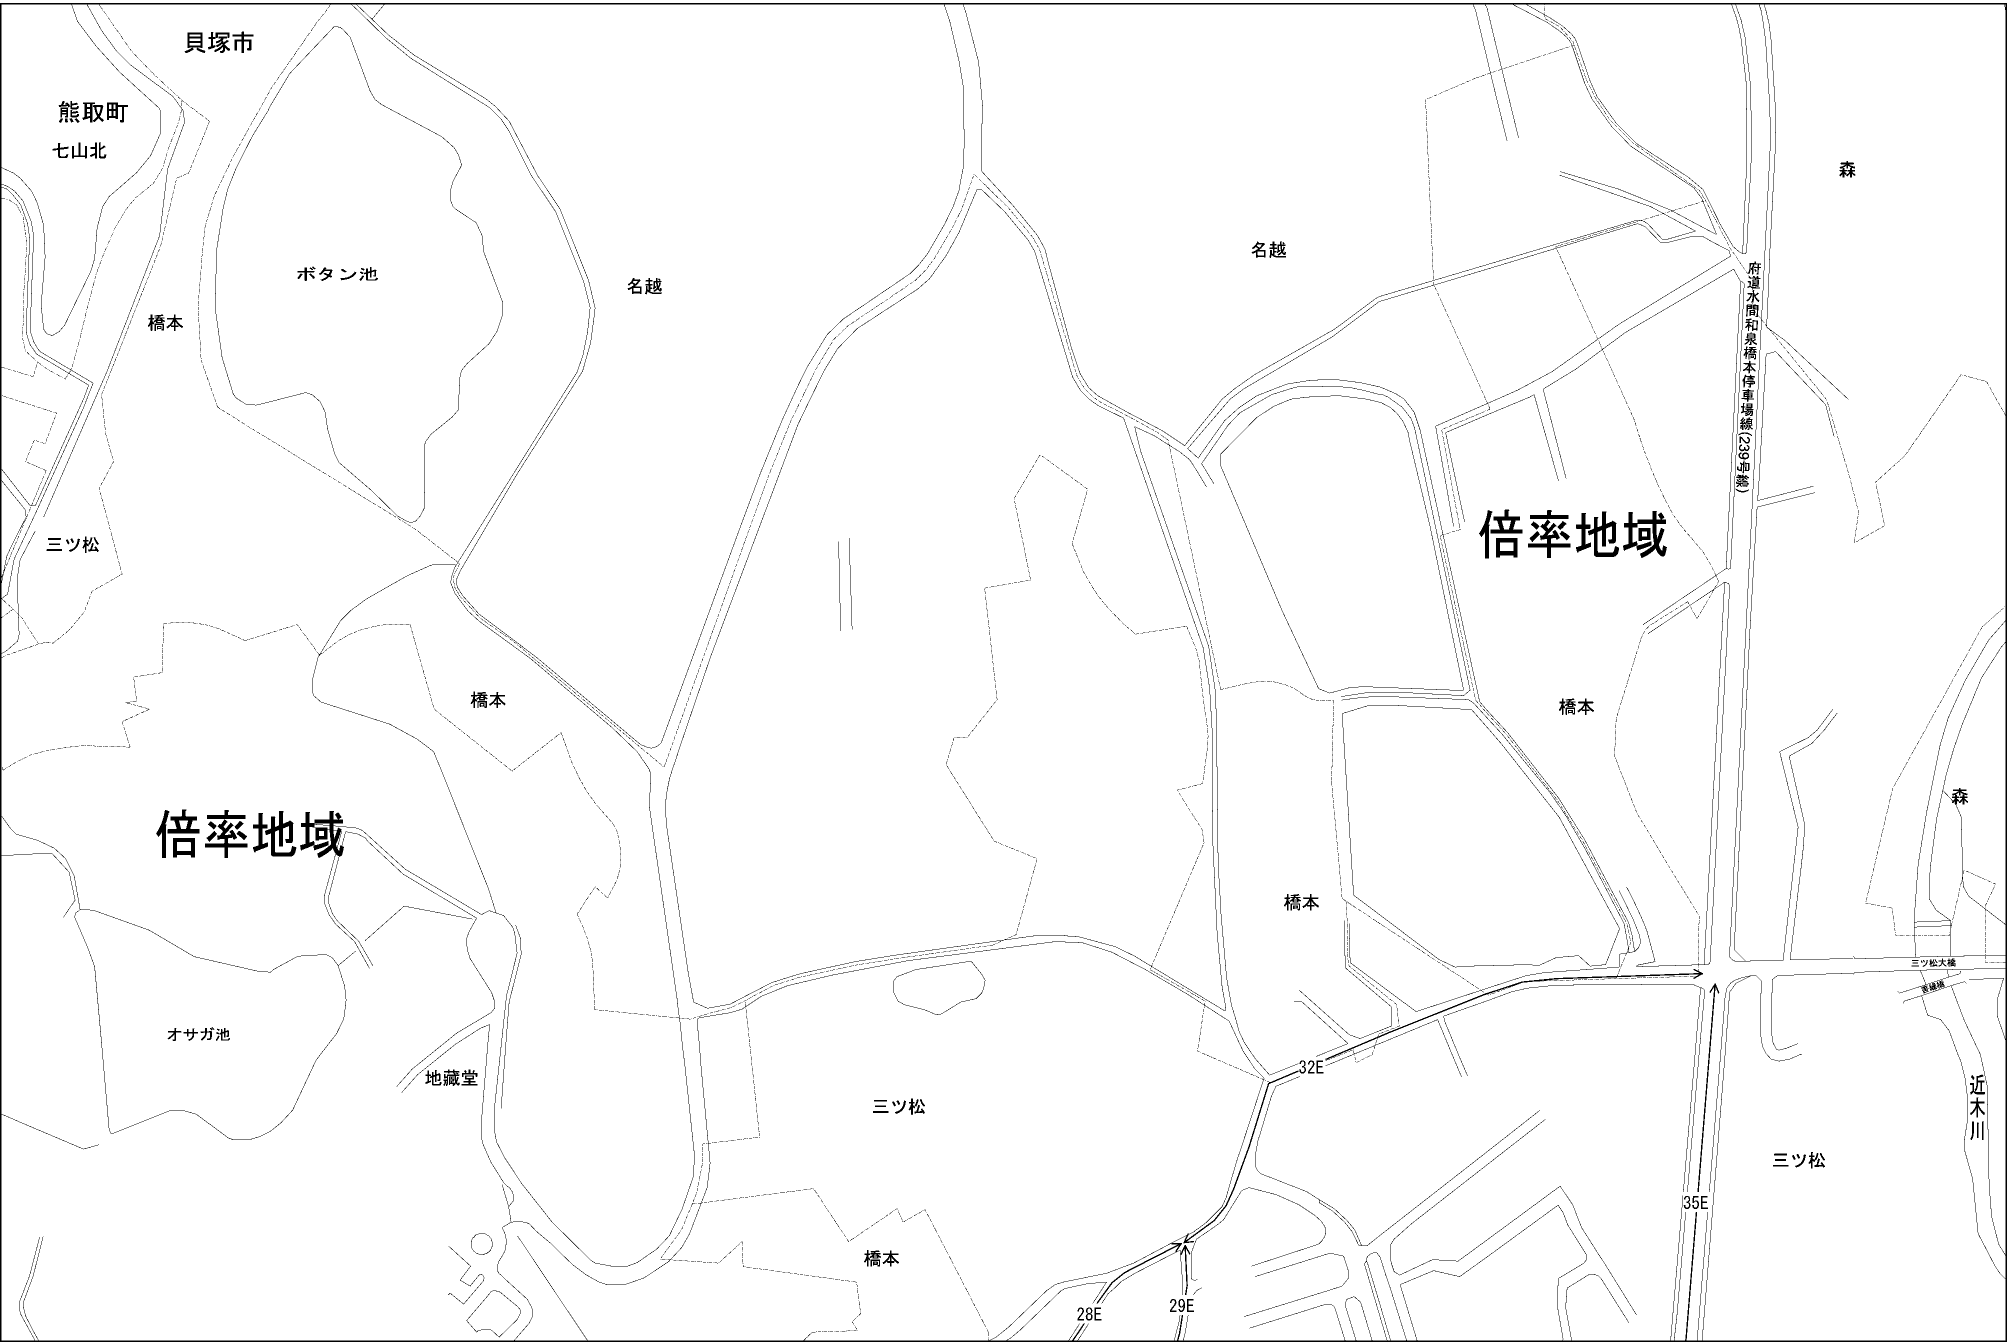 貝塚市
熊取町
七山北
森
名越
ボタン池
名越
橋本
府道水間和泉橋本停車場線(239号線)
倍率地域
三ツ松
橋本
橋本
森
倍率地域
橋本
三ツ松大橋
オサガ池
地藏堂
32E
三ツ松
近木川
三ツ松
35E
橋本
28E
29E